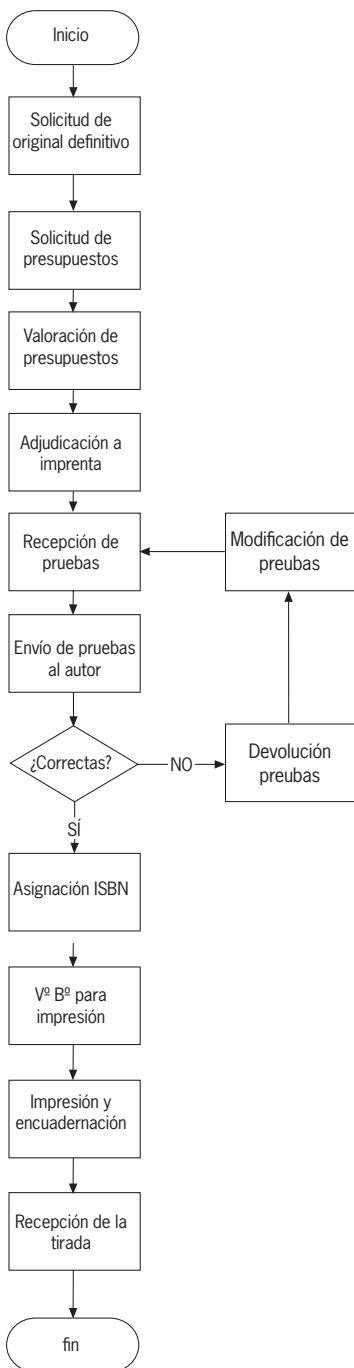 Inicio
Solicitud de
original definitivo
Solicitud de
presupuestos
Valoración de
presupuestos
Adjudicación a
imprenta
Recepción de
pruebas
Modificación de
preubas
Envío de pruebas
al autor
¿Correctas?
NO
Devolución
preubas
SÍ
Asignación ISBN
Vº Bº para
impresión
Impresión y
encuadernación
Recepción de la
tirada
fin